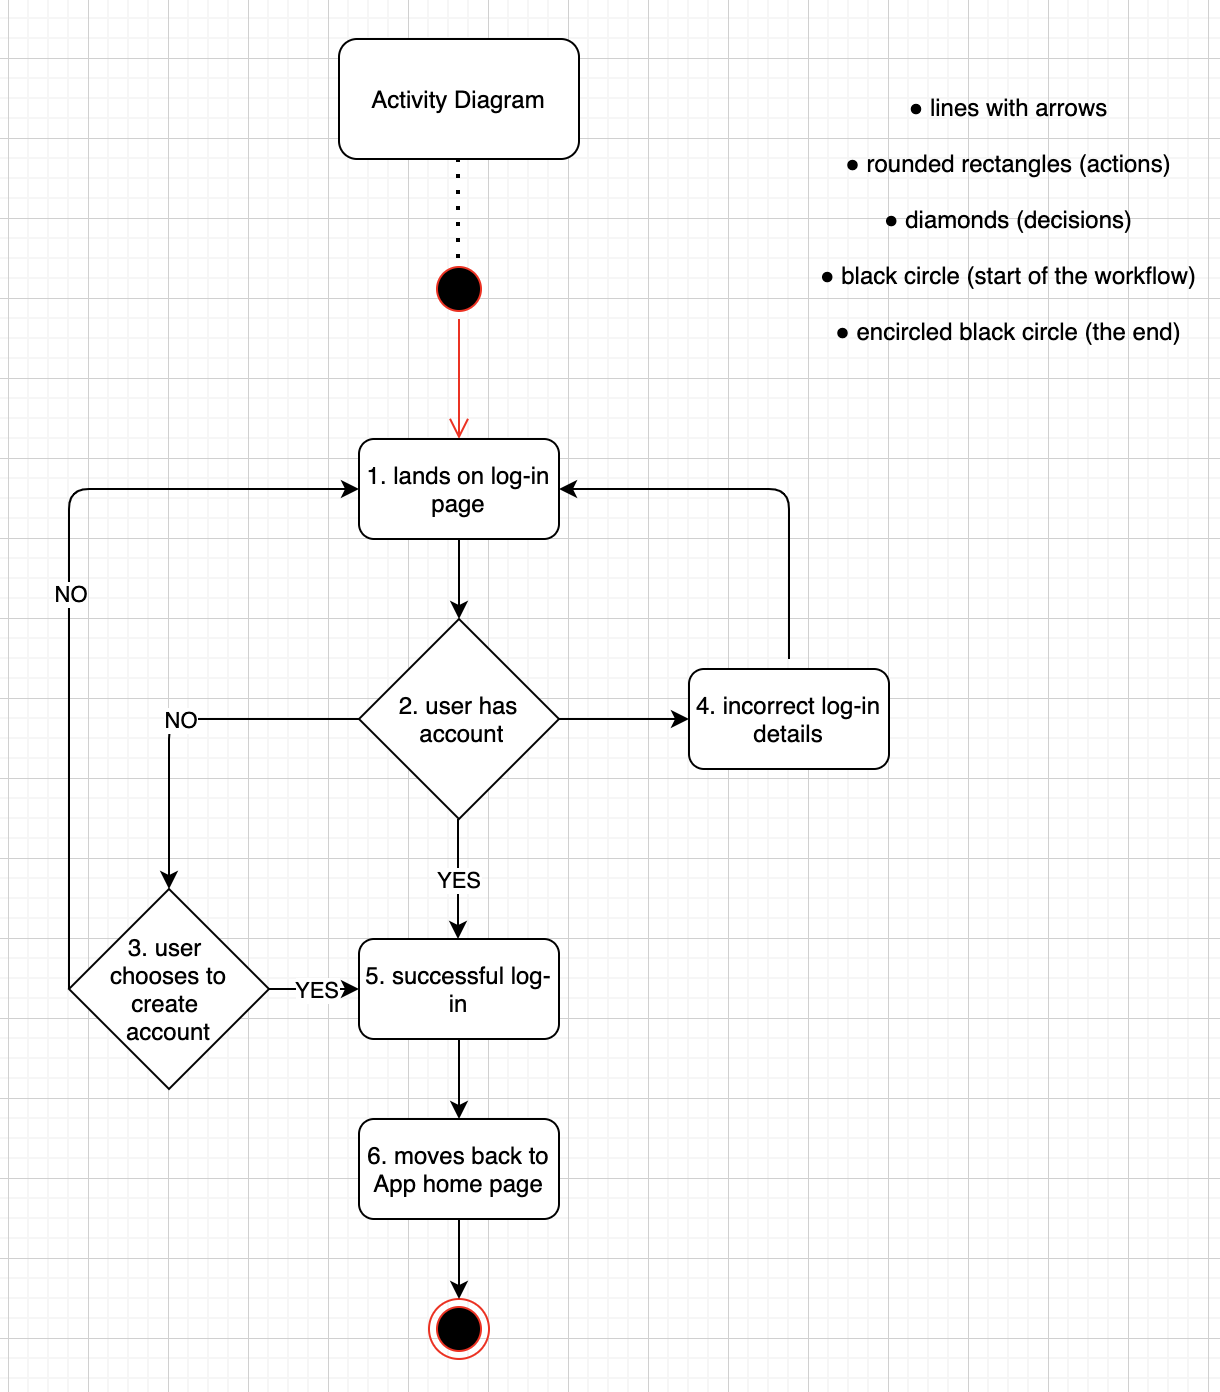 Activity Diagram
● lines with arrows
● rounded rectangles (actions)
● diamonds (decisions)
● black circle (start of the workflow)
● encircled black circle (the end)
1. lands on log-in
page
NO
2. user has
account
NO
4. incorrect log-in
details
YES
3. user
chooses to
create
account
YES
5. successful log-
in
6. moves back to
App home page